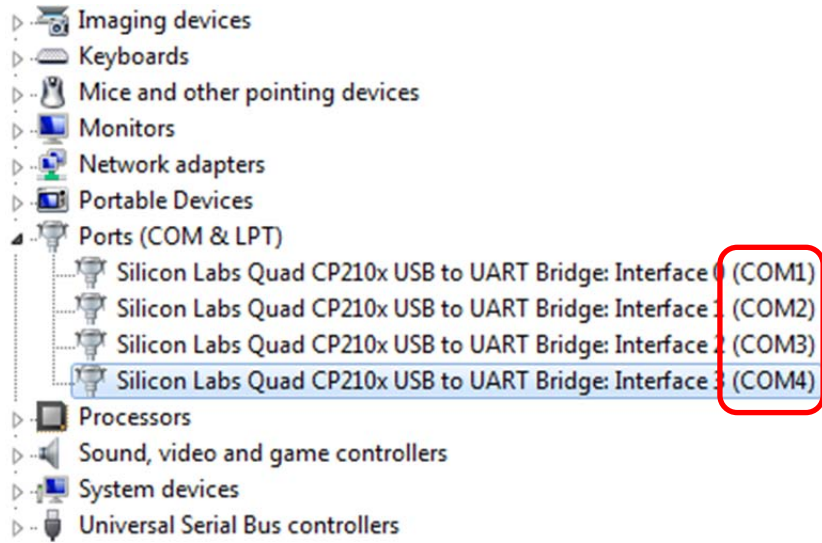 Imaging devices
Keyboards
Mice and other pointing devices
Monitors
Network adapters
Portable Devices
Ports (COM & LPT)
Silicon Labs Quad CP210x USB to UART Bridge: Interface 0 (COM1)
Silicon Labs Quad CP210x USB to UART Bridge: Interface 1 (COM2)
Silicon Labs Quad CP210x USB to UART Bridge: Interface 2 (COM3)
Silicon Labs Quad CP210x USB to UART Bridge: Interface 3 (COM4)
Processors
Sound, video and game controllers
System devices
Universal Serial Bus controllers